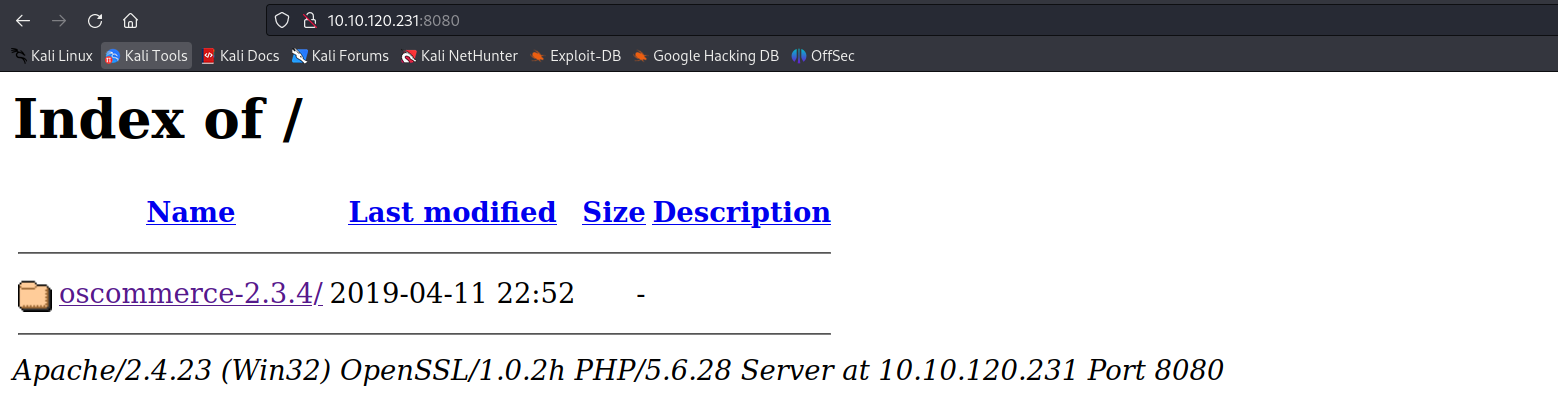 10.10.120.231:8080
Kali Linux Kali Tools Kali Docs Kali Forums Kali NetHunter Exploit-DB Google Hacking DB OffSec
Index of /
Name Last modified Size Description
oscommerce-2.3.4/ 2019-04-11 22:52 -
Apache/2.4.23 (Win32) OpenSSL/1.0.2h PHP/5.6.28 Server at 10.10.120.231 Port 8080